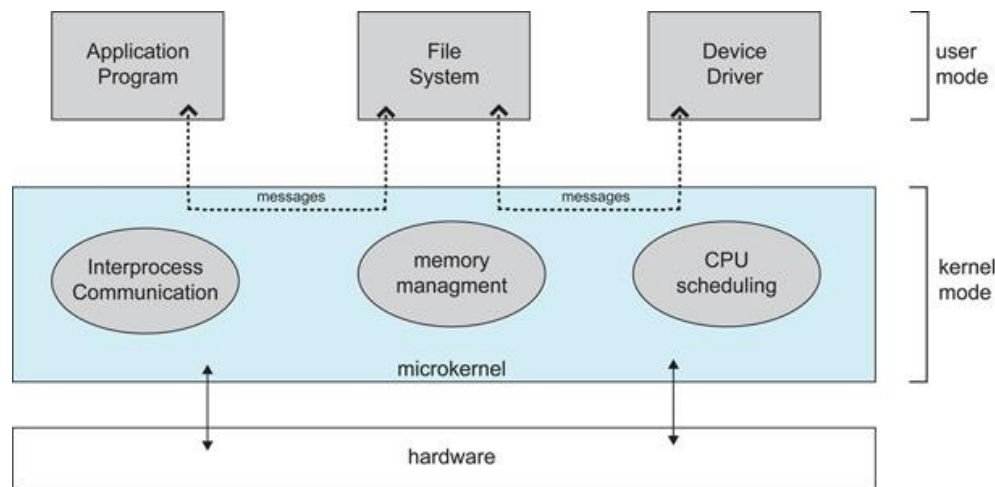 Application
Program
File
System
Device
Driver
user
mode
messages
messages
Interprocess
Communication
memory
managment
CPU
scheduling
kernel
mode
microkernel
hardware